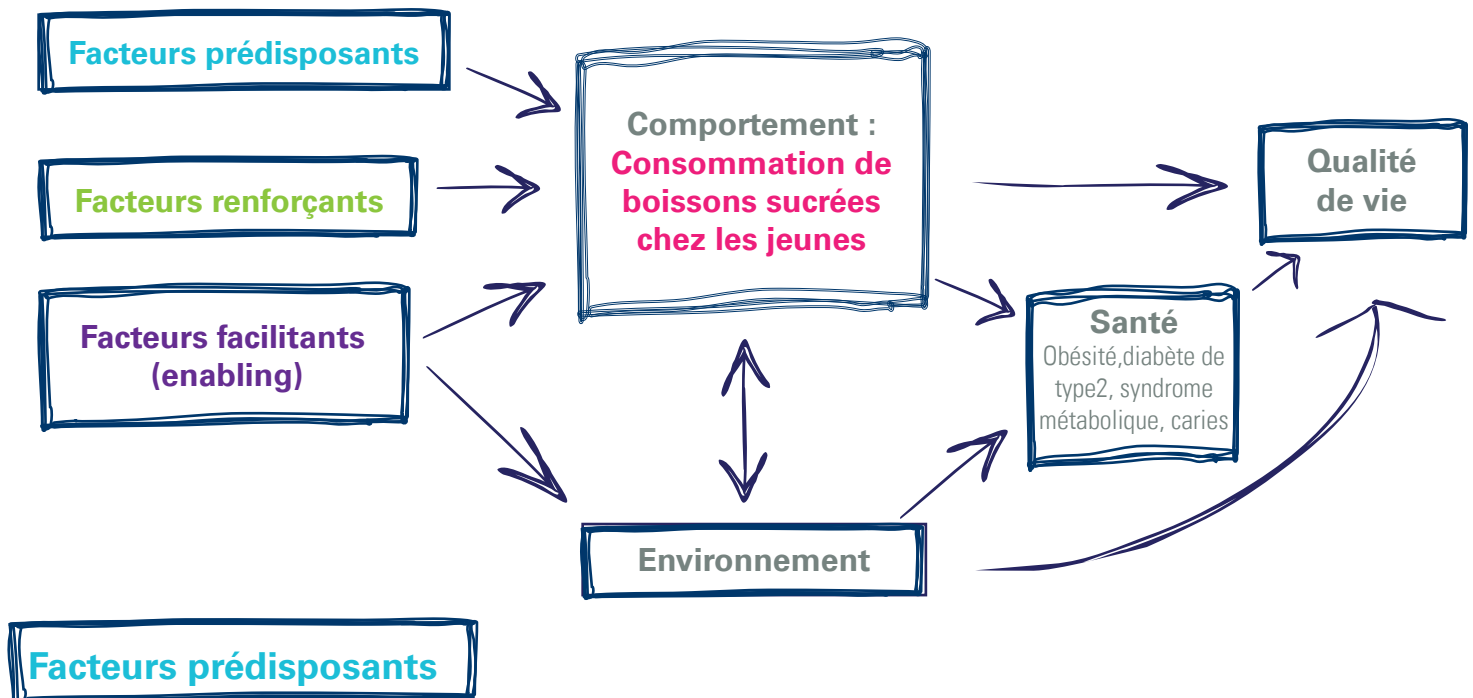 Facteurs prédisposants
Facteurs renforçants
Facteurs facilitants
(enabling)
Comportement :
Consommation de
boissons sucrées
chez les jeunes
Environnement
Santé
Obésité,diabète de
type2, syndrome
métabolique, caries
Qualité
de vie
Facteurs prédisposants